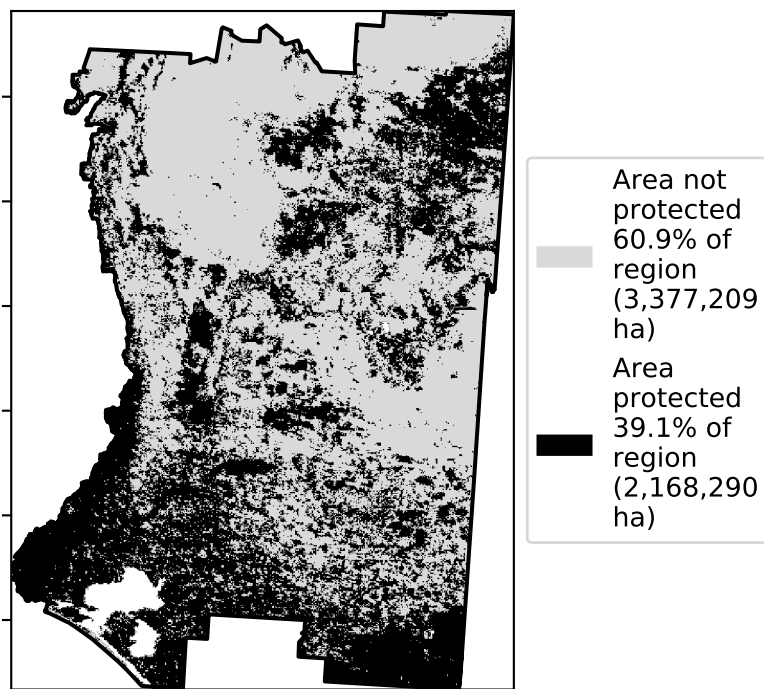 Area not
protected
60.9% of
region
(3,377,209
ha)
Area
protected
39.1% of
region
(2,168,290
ha)